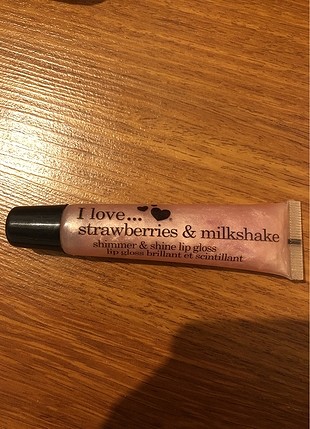 I love...
strawberries & milkshake
shimmer & shine lip gloss
lip gloss brillant et scintillant